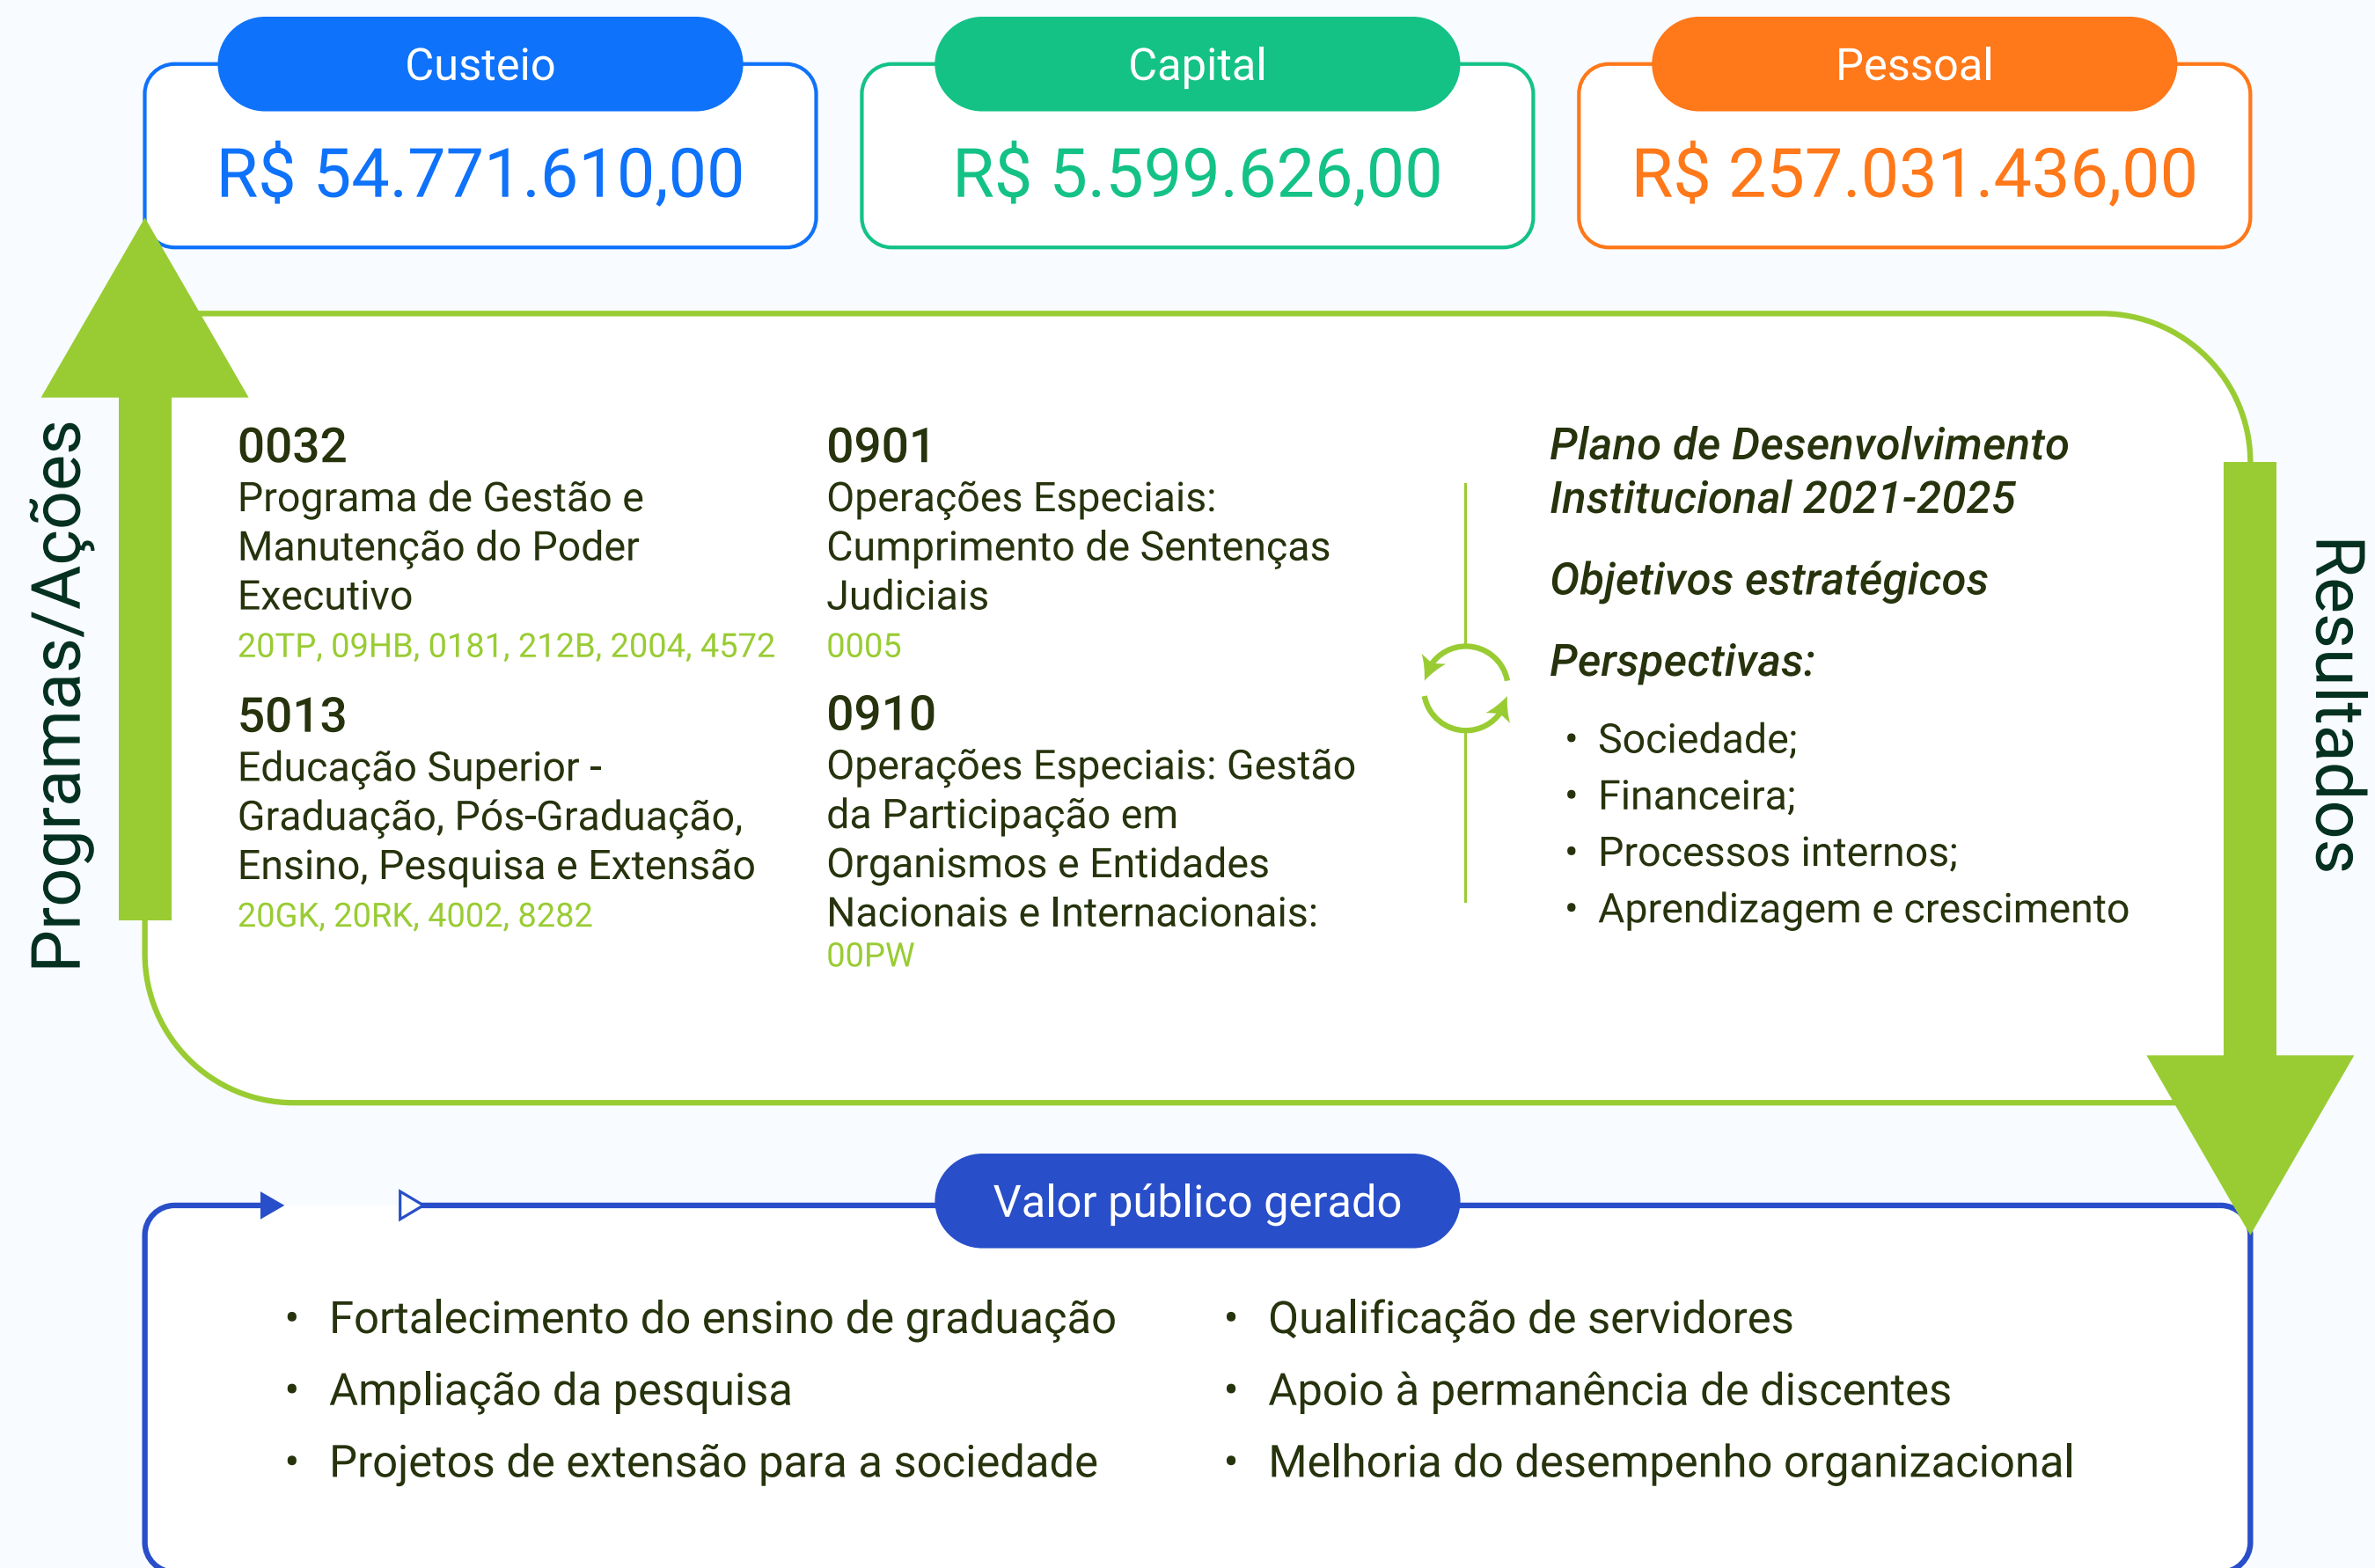 Custeio
R$ 54.771.610,00
Capital
R$ 5.599.626,00
Pessoal
R$ 257.031.436,00
Programas/Ações
0032
Programa de Gestão e
Manutenção do Poder
Executivo
20TP, 09HB, 0181, 212B, 2004, 4572
5013
Educação Superior -
Graduação, Pós-Graduação,
Ensino, Pesquisa e Extensão
20GK, 20RK, 4002, 8282
0901
Operações Especiais:
Cumprimento de Sentenças
Judiciais
0005
0910
Operações Especiais: Gestão
da Participação em
Organismos e Entidades
Nacionais e Internacionais:
00PW
Plano de Desenvolvimento
Institucional 2021-2025
Objetivos estratégicos
Perspectivas:
• Sociedade;
• Financeira;
• Processos internos;
• Aprendizagem e crescimento
Resultados
Valor público gerado
• Fortalecimento do ensino de graduação
• Ampliação da pesquisa
• Projetos de extensão para a sociedade
• Qualificação de servidores
• Apoio à permanência de discentes
• Melhoria do desempenho organizacional